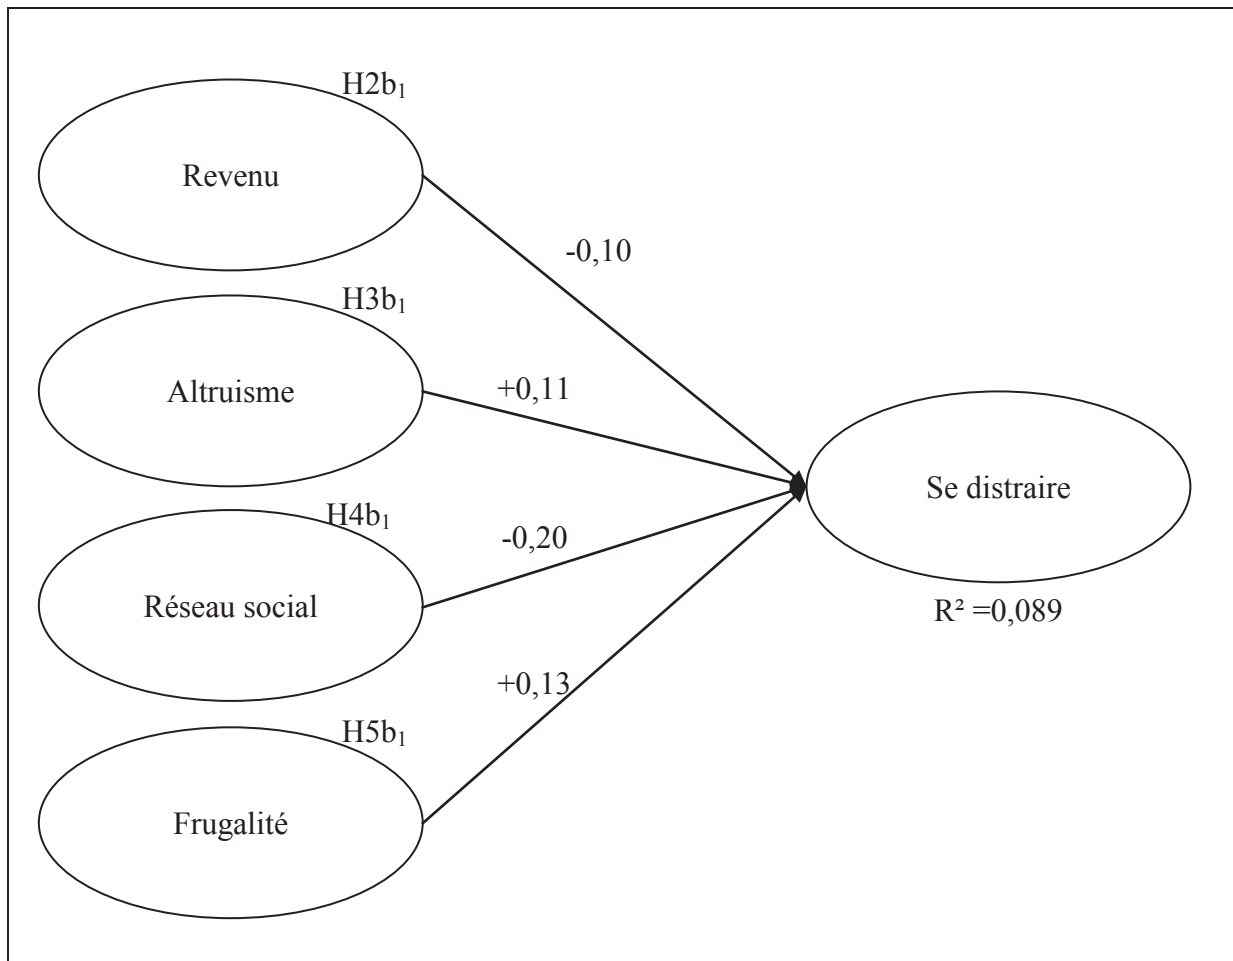 H2b₁
Revenu
-0,10
H3b₁
Altruisme
+0,11
H4b₁
Réseau social
-0,20
H5b₁
Frugalité
+0,13
Se distraire
R² =0,089